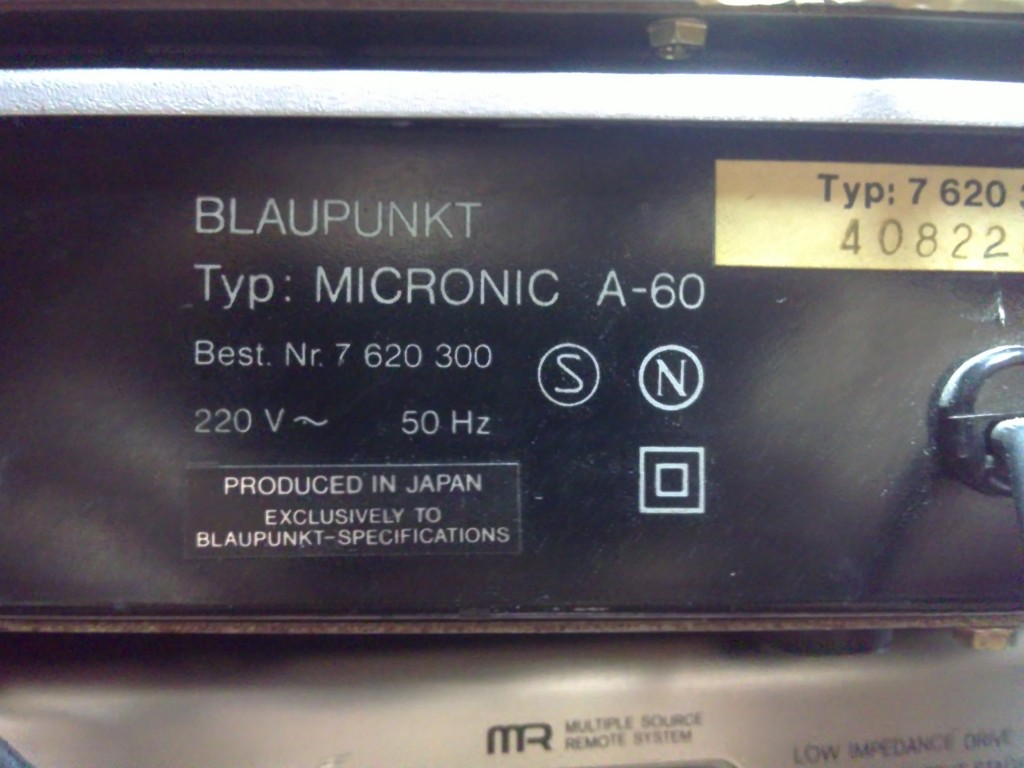 BLAUPUNKT
Typ: MICRONIC A-60
Best. Nr. 7 620 300
220 V ~ 50 Hz
PRODUCED IN JAPAN
EXCLUSIVELY TO
BLAUPUNKT-SPECIFICATIONS
S N
Typ: 7 620
40822
MR MULTIPLE SOURCE
REMOTE SYSTEM
LOW IMPEDANCE DRIVE